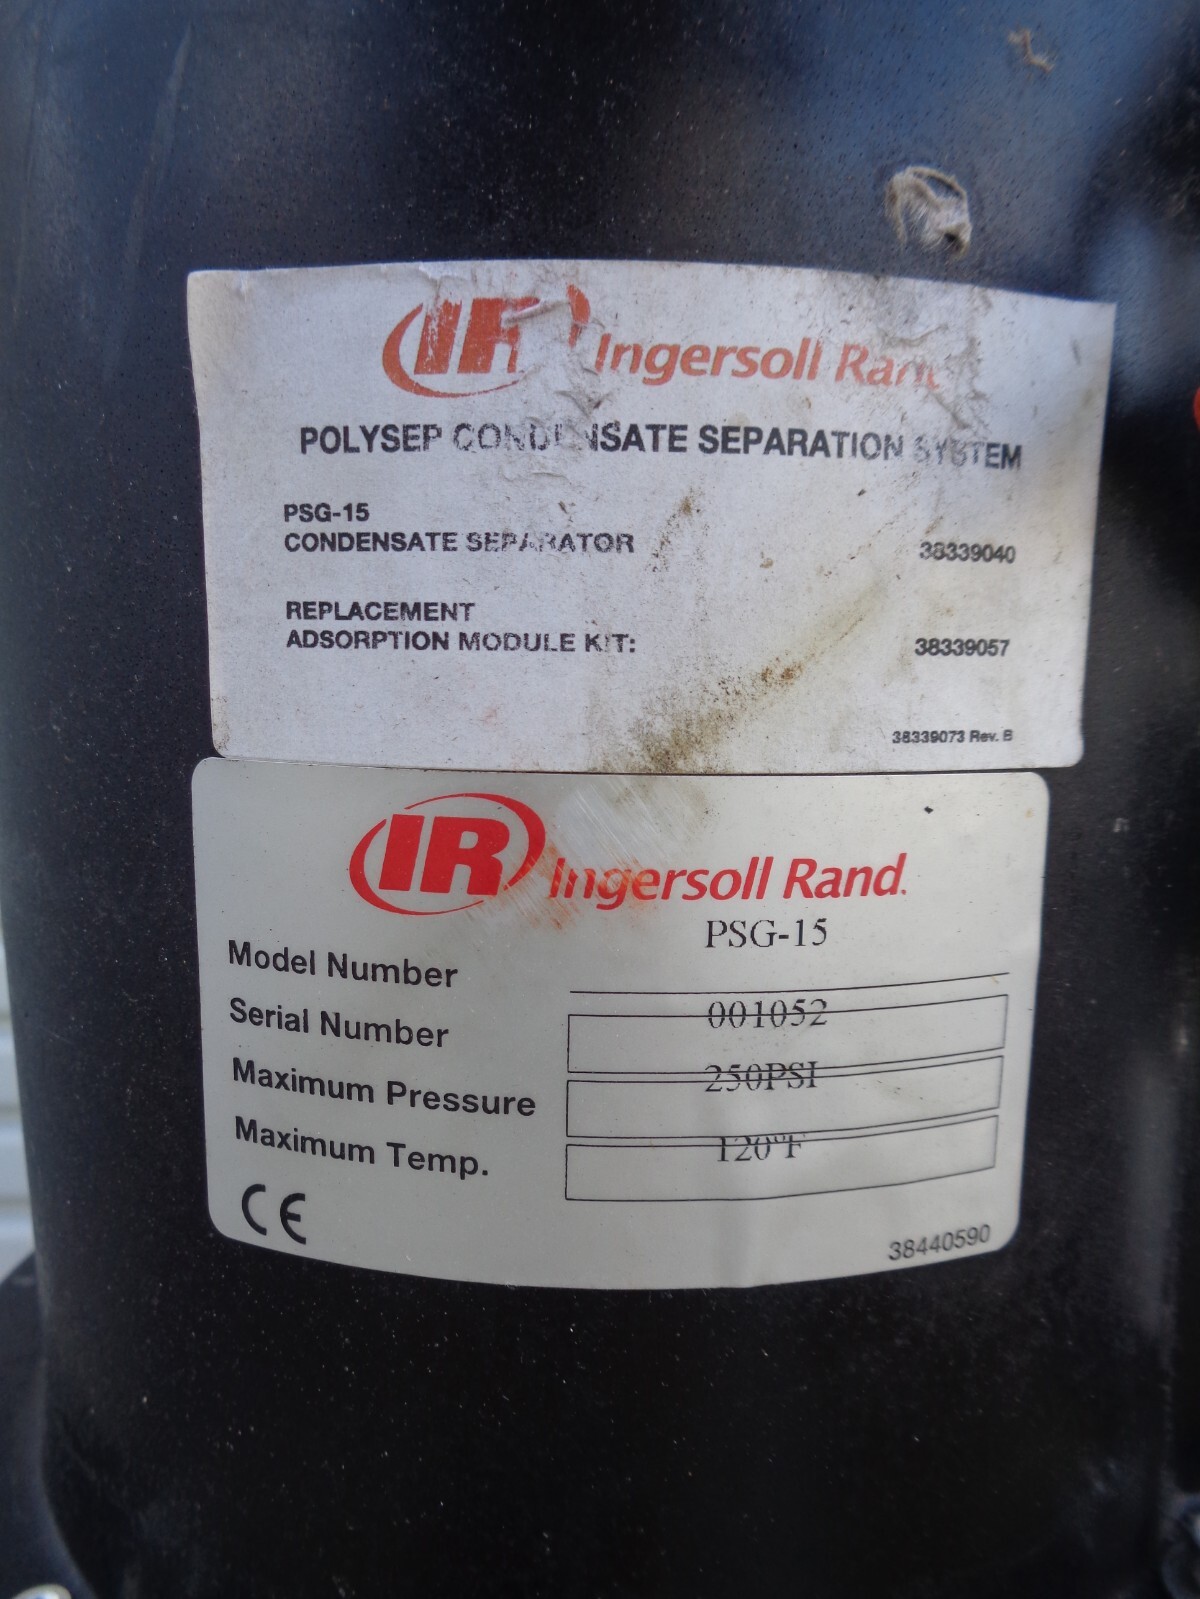 IR Ingersoll Rand
POLYSEP CONDENSATE SEPARATION SYSTEM
PSG-15
CONDENSATE SEPARATOR 38339040
REPLACEMENT
ADSORPTION MODULE KIT: 38339057
38339073 Rev. B
IR Ingersoll Rand.
Model Number PSG-15
Serial Number 001052
Maximum Pressure 250PSI
Maximum Temp. 120°F
CE 38440590